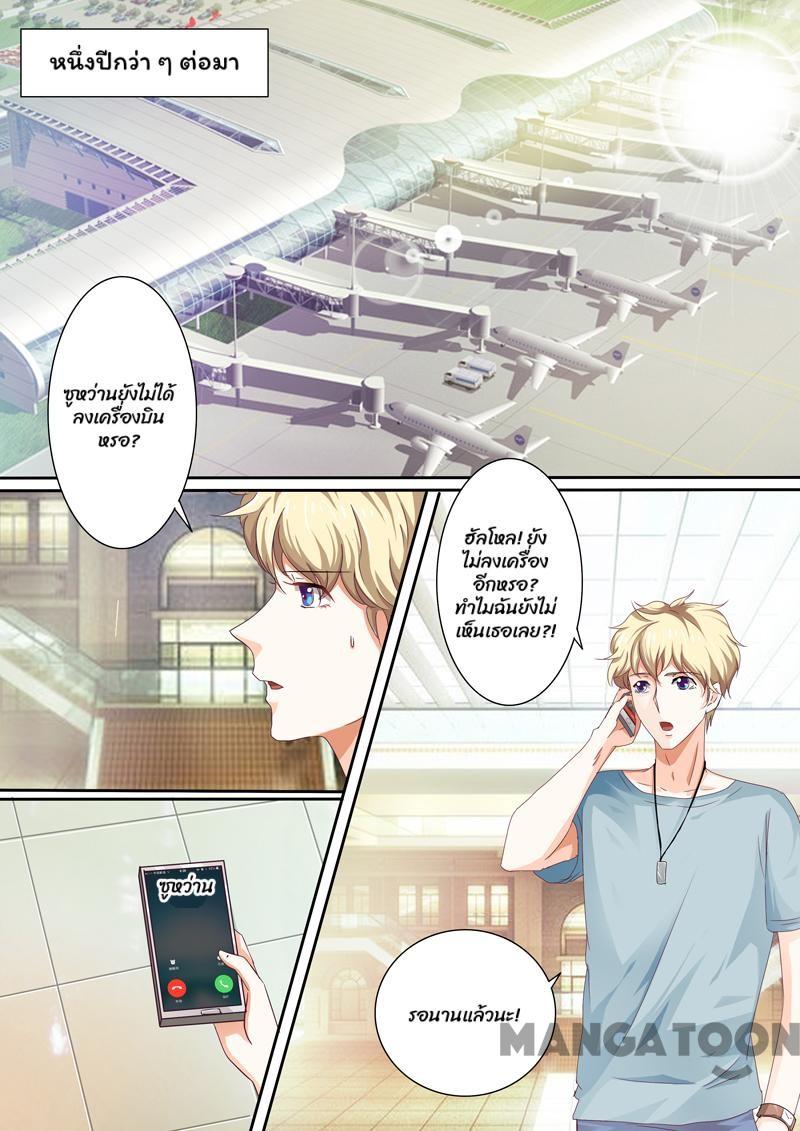 หนึ่งปีกว่า ๆ ต่อมา
ซูหว่านยังไม่ได้
ลงเครื่องบิน
หรอ?
ฮัลโหล! ยัง
ไม่ลงเครื่อง
อีกหรอ?
ทำไมฉันยังไม่
เห็นเธอเลย?!
ซูหว่าน
รอนานแล้วนะ!
MANGATOON